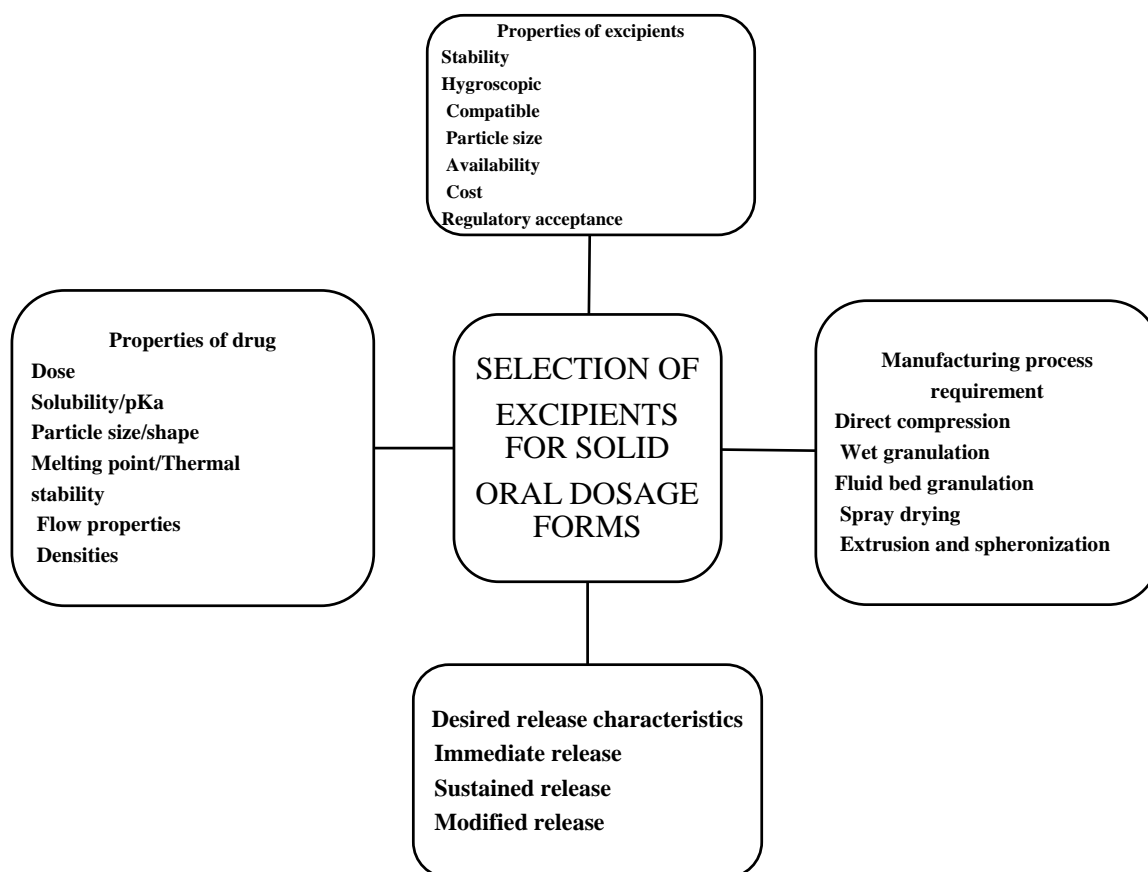 Properties of excipients
Stability
Hygroscopic
Compatible
Particle size
Availability
Cost
Regulatory acceptance
Properties of drug
Dose
Solubility/pKa
Particle size/shape
Melting point/Thermal
stability
Flow properties
Densities
SELECTION OF
EXCIPIENTS
FOR SOLID
ORAL DOSAGE
FORMS
Manufacturing process
requirement
Direct compression
Wet granulation
Fluid bed granulation
Spray drying
Extrusion and spheronization
Desired release characteristics
Immediate release
Sustained release
Modified release